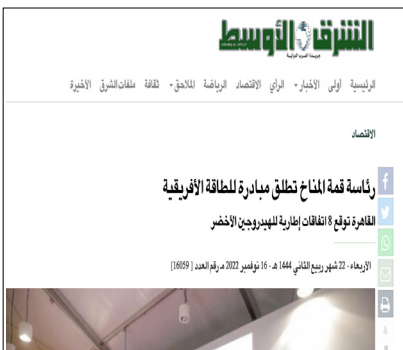 الشرق الأوسط
جريدة العرب الدولية
الرئيسية أولى الأخبار الرأي الاقتصاد الرياضة الملاحق ثقافة ملفات الشرق الأخيرة
الاقتصاد
رئاسة قمة المناخ تطلق مبادرة للطاقة الأفريقية
القاهرة توقع 8 اتفاقات إطارية للهيدروجين الأخضر
الأربعاء - 22 شهر ربيع الثاني 1444 هـ - 16 نوفمبر 2022 مـ رقم العدد [ 16059]
A